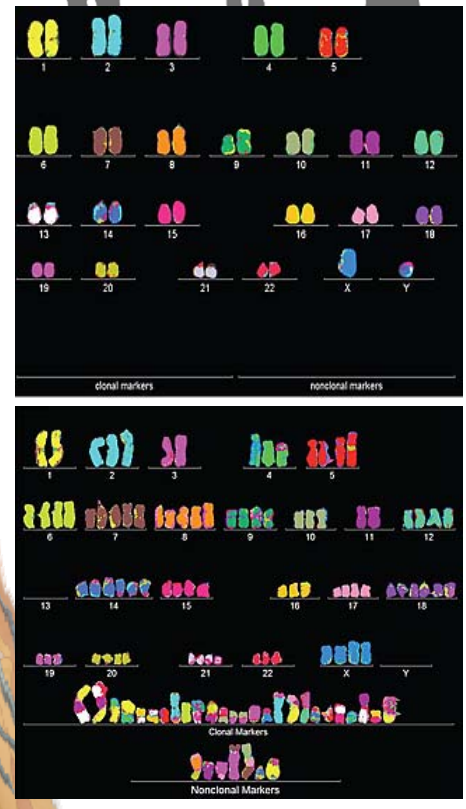 1 2 3 4 5
6 7 8 9 10 11 12
13 14 15 16 17 18
19 20 21 22 X Y
clonal markers nonclonal markers
1 2 3 4 5
6 7 8 9 10 11 12
13 14 15 16 17 18
19 20 21 22 X Y
Clonal Markers
Nonclonal Markers